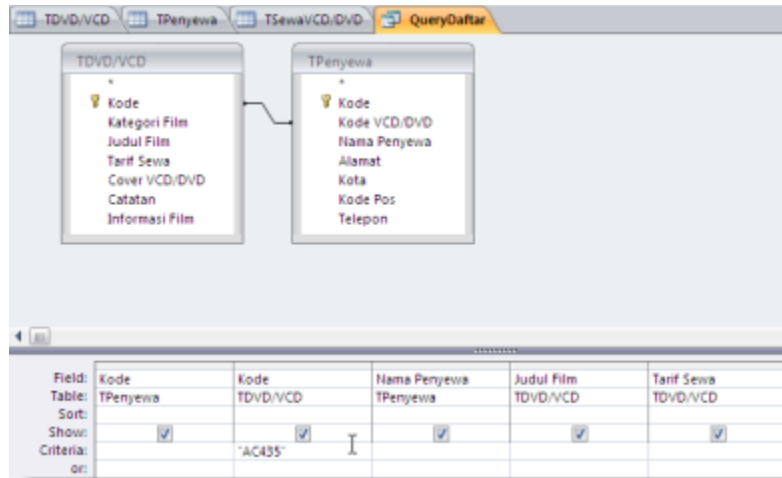 TDVD/VCD TPenyewa TSewaVCD/DVD QueryDaftar
TDVD/VCD
*
Kode
Kategori Film
Judul Film
Tarif Sewa
Cover VCD/DVD
Catatan
Informasi Film
TPenyewa
*
Kode
Kode VCD/DVD
Nama Penyewa
Alamat
Kota
Kode Pos
Telepon
Field: Kode Kode Nama Penyewa Judul Film Tarif Sewa
Table: TPenyewa TDVD/VCD TPenyewa TDVD/VCD TDVD/VCD
Sort:
Show:
Criteria: "AC435"
or: